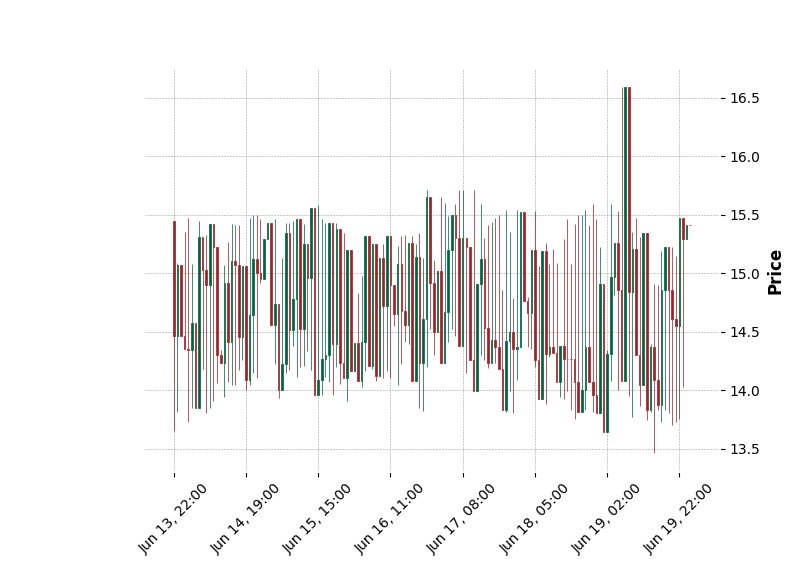 16.5
16.0
15.5
15.0
14.5
14.0
13.5
Price
Jun 13, 22:00
Jun 14, 19:00
Jun 15, 15:00
Jun 16, 11:00
Jun 17, 08:00
Jun 18, 05:00
Jun 19, 02:00
Jun 19, 22:00